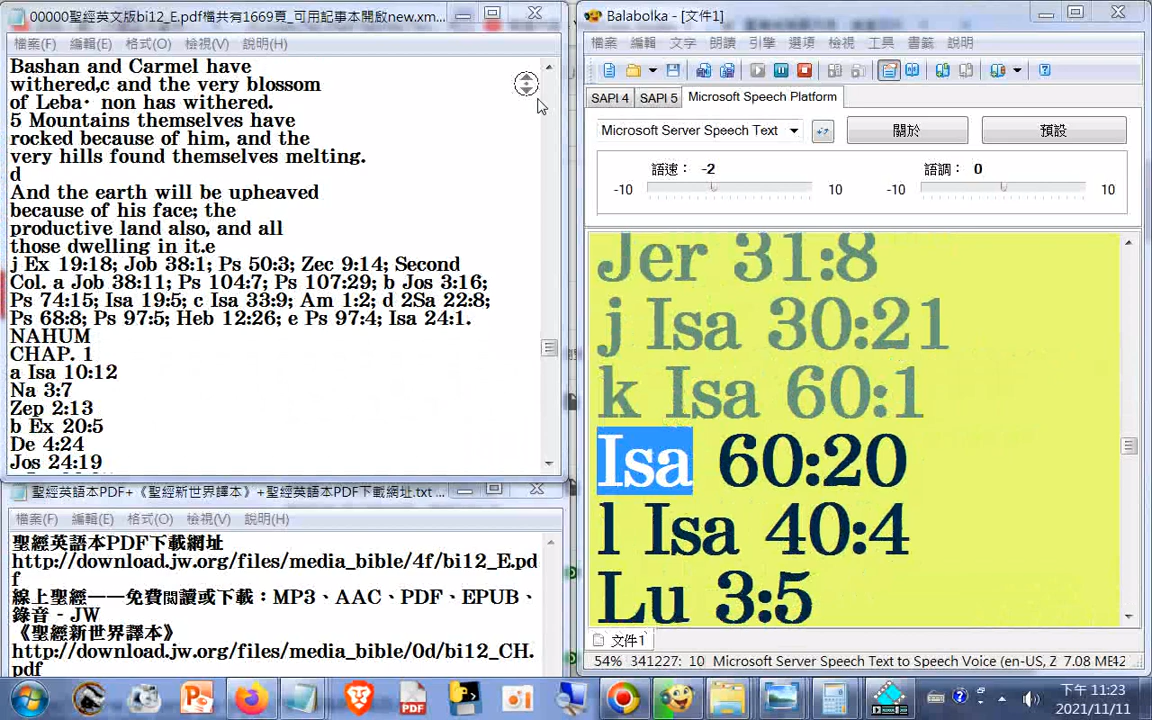 00000聖經英文版bi12_E.pdf檔共有1669頁_可用記事本開啟new.xm...
檔案(F) 編輯(E) 格式(O) 檢視(V) 說明(H)
Bashan and Carmel have
withered,c and the very blossom
of Leba· non has withered.
5 Mountains themselves have
rocked because of him, and the
very hills found themselves melting.
d
And the earth will be upheaved
because of his face; the
productive land also, and all
those dwelling in it.e
j Ex 19:18; Job 38:1; Ps 50:3; Zec 9:14; Second
Col. a Job 38:11; Ps 104:7; Ps 107:29; b Jos 3:16;
Ps 74:15; Isa 19:5; c Isa 33:9; Am 1:2; d 2Sa 22:8;
Ps 68:8; Ps 97:5; Heb 12:26; e Ps 97:4; Isa 24:1.
NAHUM
CHAP. 1
a Isa 10:12
Na 3:7
Zep 2:13
b Ex 20:5
De 4:24
Jos 24:19
聖經英語本PDF+《聖經新世界譯本》+聖經英語本PDF下載網址.txt ...
檔案(F) 編輯(E) 格式(O) 檢視(V) 說明(H)
聖經英語本PDF下載網址
http://download.jw.org/files/media_bible/4f/bi12_E.pd
f
線上聖經——免費閱讀或下載：MP3、AAC、PDF、EPUB、
錄音 - JW
《聖經新世界譯本》
http://download.jw.org/files/media_bible/0d/bi12_CH.
pdf
Balabolka - [文件1]
檔案 編輯 文字 朗讀 引擎 選項 檢視 工具 書籤 說明
SAPI 4 SAPI 5 Microsoft Speech Platform
Microsoft Server Speech Text 關於 預設
語速： -2 語調： 0
-10 10 -10 10
Jer 31:8
j Isa 30:21
k Isa 60:1
Isa 60:20
l Isa 40:4
Lu 3:5
文件1
54% 341227: 10 Microsoft Server Speech Text to Speech Voice (en-US, Z 7.08 ME
下午 11:23
2021/11/11